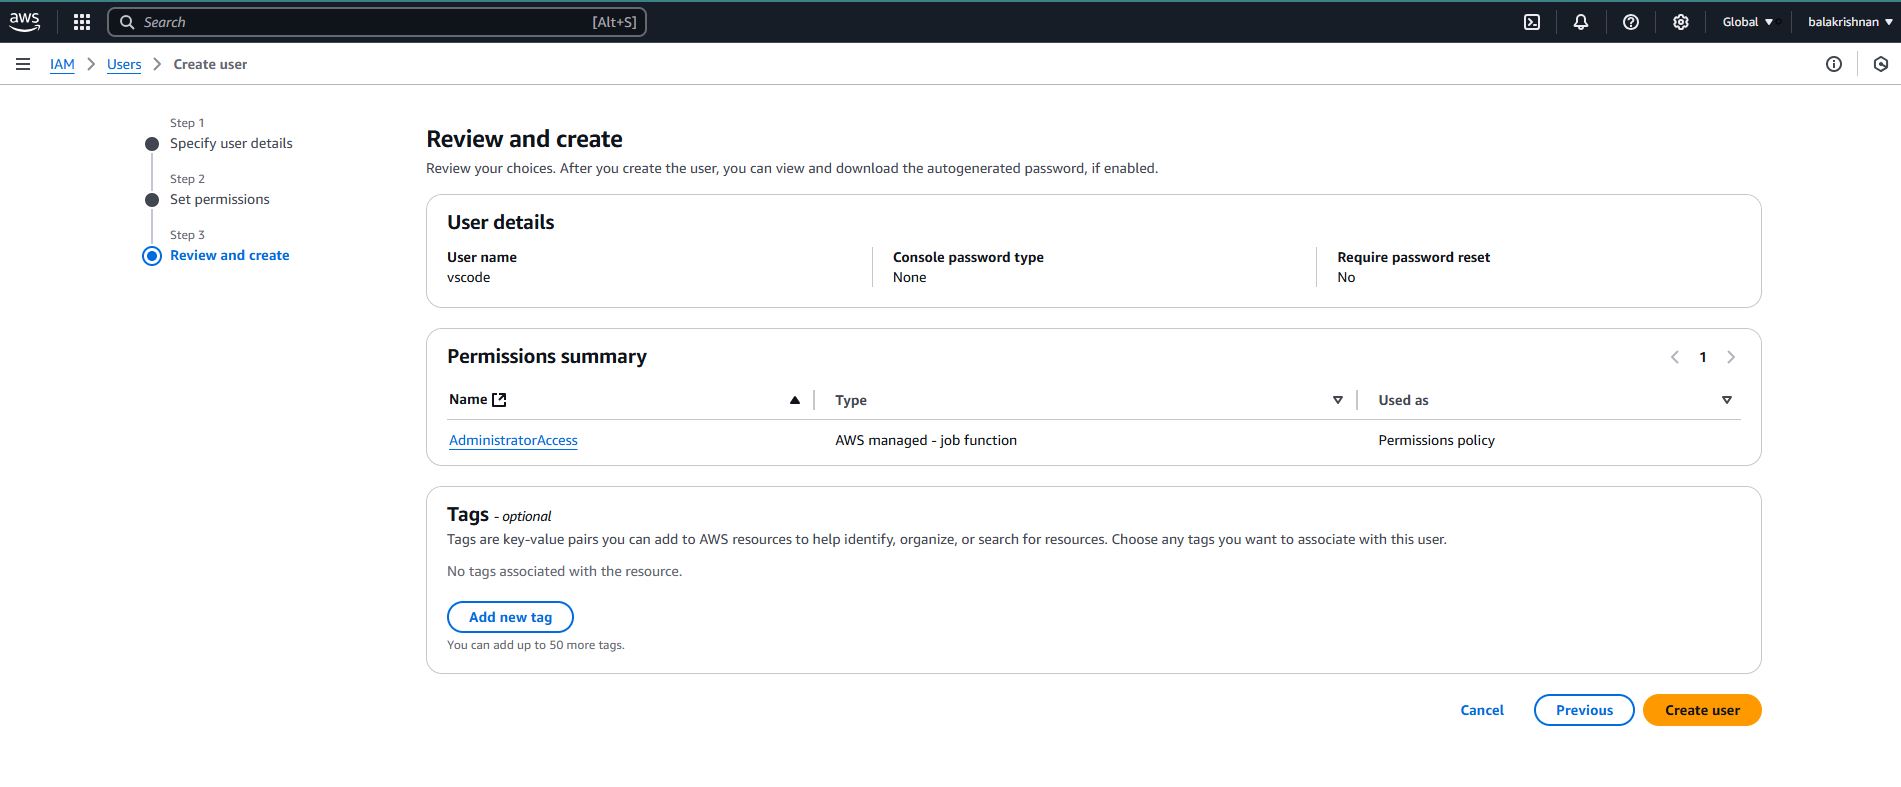 aws
Search [Alt+S]
Global balakrishnan
IAM Users Create user
Step 1
Specify user details
Step 2
Set permissions
Step 3
Review and create
Review and create
Review your choices. After you create the user, you can view and download the autogenerated password, if enabled.
User details
User name Console password type Require password reset
vscode None No
Permissions summary 1
Name Type Used as
AdministratorAccess AWS managed - job function Permissions policy
Tags - optional
Tags are key-value pairs you can add to AWS resources to help identify, organize, or search for resources. Choose any tags you want to associate with this user.
No tags associated with the resource.
Add new tag
You can add up to 50 more tags.
Cancel Previous Create user